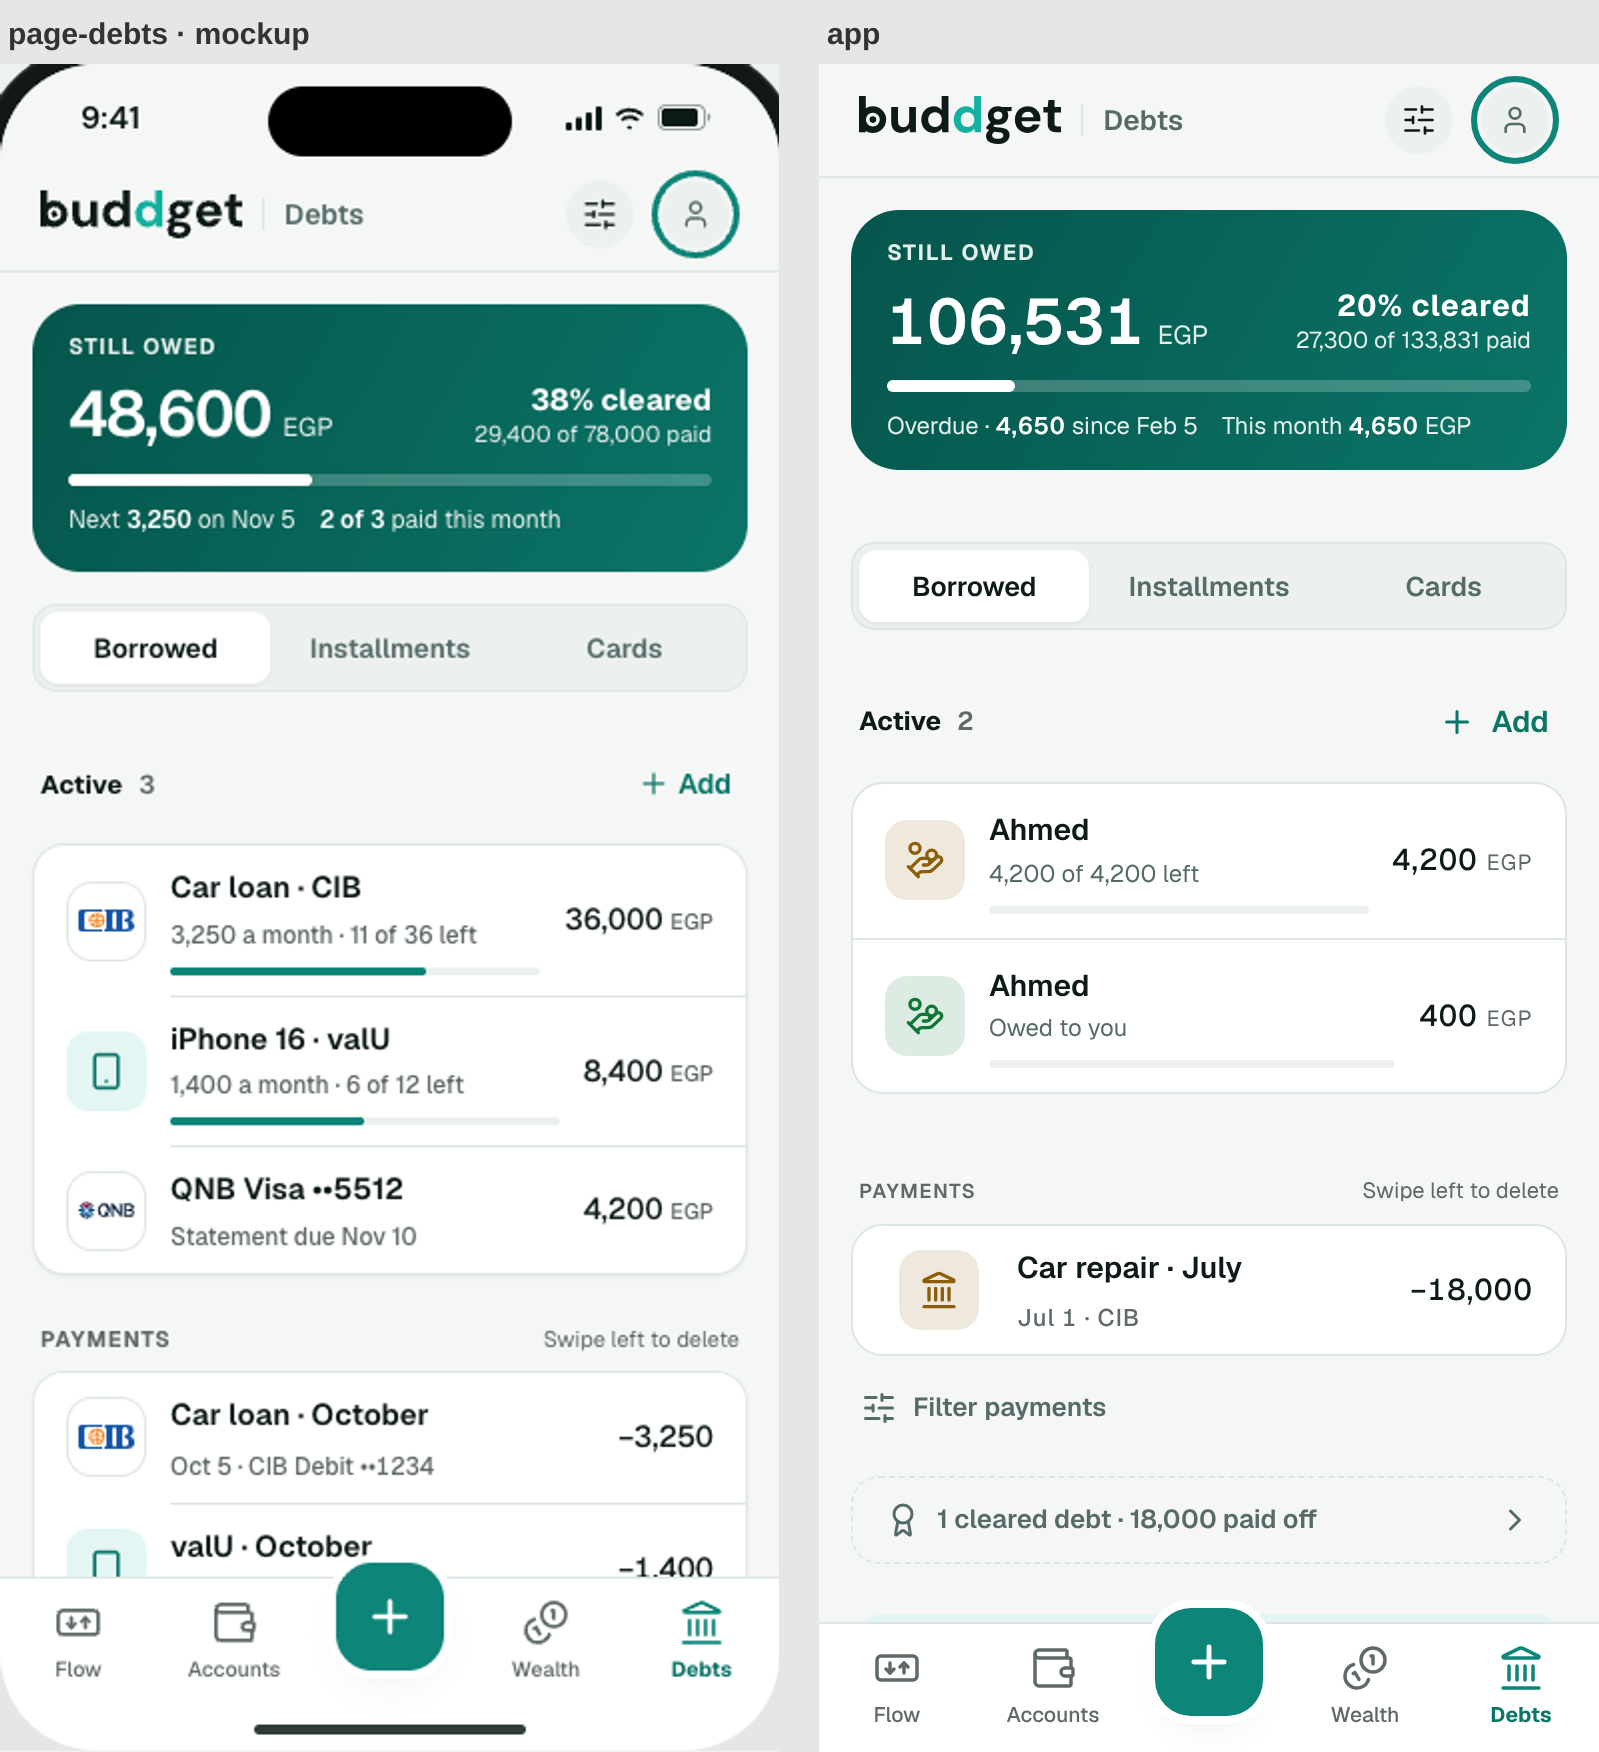 page-debts · mockup
9:41
buddget Debts
STILL OWED
48,600 EGP
38% cleared
29,400 of 78,000 paid
Next 3,250 on Nov 5 2 of 3 paid this month
Borrowed Installments Cards
Active 3 + Add
CIB
Car loan · CIB
3,250 a month · 11 of 36 left
36,000 EGP
iPhone 16 · valU
1,400 a month · 6 of 12 left
8,400 EGP
QNB
QNB Visa ••5512
Statement due Nov 10
4,200 EGP
PAYMENTS Swipe left to delete
CIB
Car loan · October
Oct 5 · CIB Debit ••1234
−3,250
valU · October
−1,400
Flow Accounts Wealth Debts
app
buddget Debts
STILL OWED
106,531 EGP
20% cleared
27,300 of 133,831 paid
Overdue · 4,650 since Feb 5 This month 4,650 EGP
Borrowed Installments Cards
Active 2 + Add
Ahmed
4,200 of 4,200 left
4,200 EGP
Ahmed
Owed to you
400 EGP
PAYMENTS Swipe left to delete
Car repair · July
Jul 1 · CIB
−18,000
Filter payments
1 cleared debt · 18,000 paid off
Flow Accounts Wealth Debts